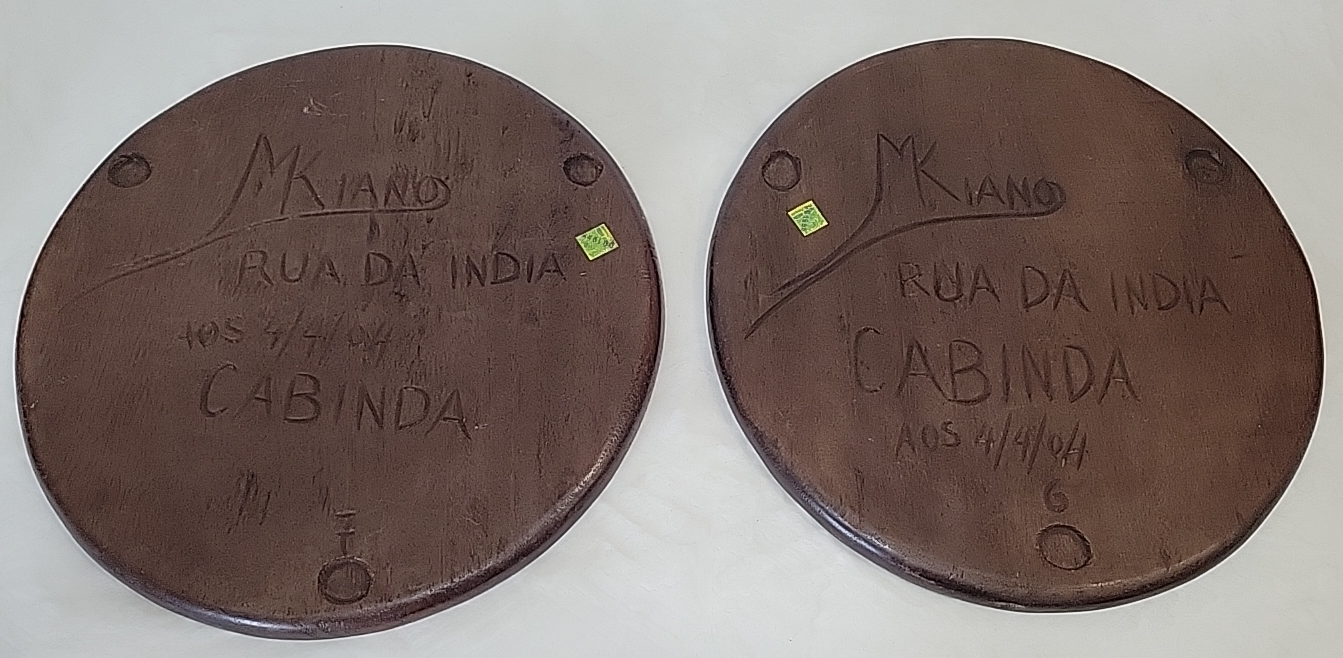 MKIANO
RUA DA INDIA
AOS 4/4/04
CABINDA
I
MKIANO
RUA DA INDIA
CABINDA
AOS 4/4/04
6